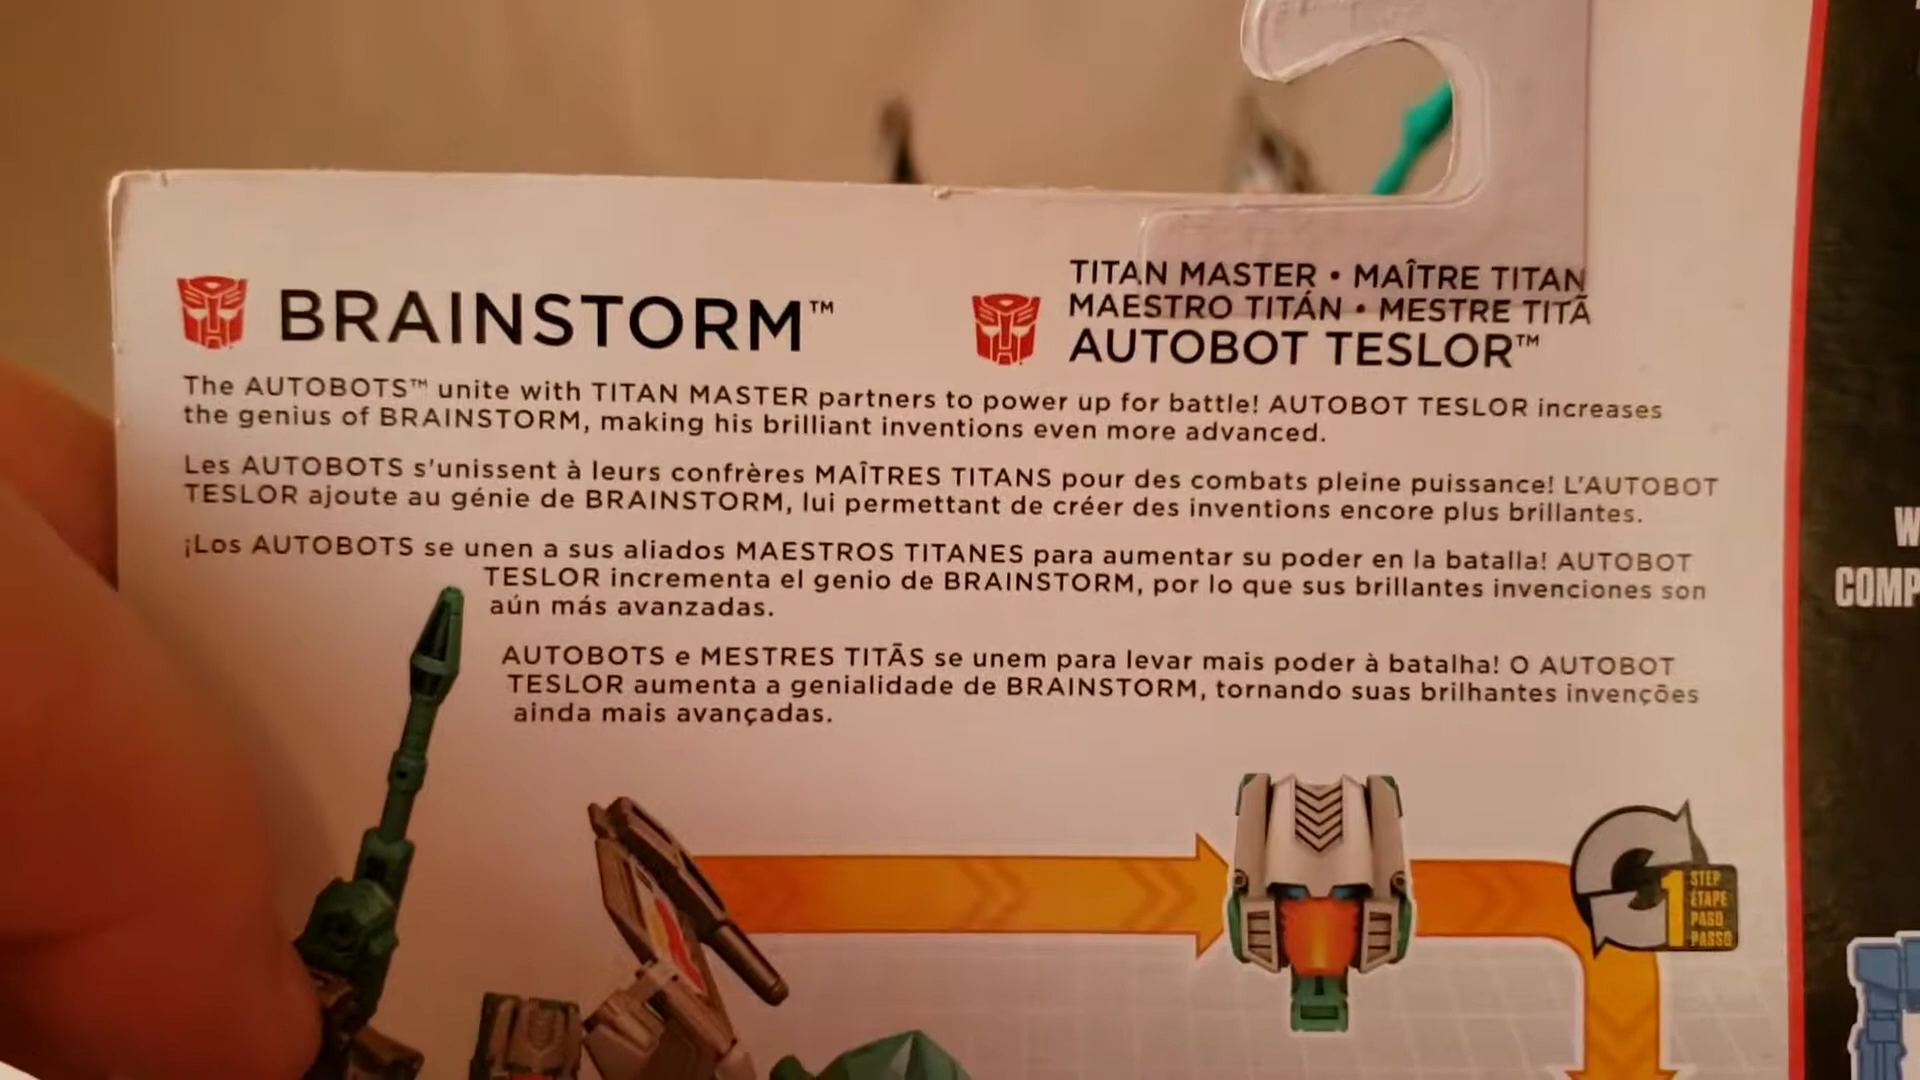 BRAINSTORM™
TITAN MASTER • MAÎTRE TITAN
MAESTRO TITÁN • MESTRE TITÃ
AUTOBOT TESLOR™
The AUTOBOTS™ unite with TITAN MASTER partners to power up for battle! AUTOBOT TESLOR increases
the genius of BRAINSTORM, making his brilliant inventions even more advanced.
Les AUTOBOTS s'unissent à leurs confrères MAÎTRES TITANS pour des combats pleine puissance! L'AUTOBOT
TESLOR ajoute au génie de BRAINSTORM, lui permettant de créer des inventions encore plus brillantes.
¡Los AUTOBOTS se unen a sus aliados MAESTROS TITANES para aumentar su poder en la batalla! AUTOBOT
TESLOR incrementa el genio de BRAINSTORM, por lo que sus brillantes invenciones son
aún más avanzadas.
AUTOBOTS e MESTRES TITÃS se unem para levar mais poder à batalha! O AUTOBOT
TESLOR aumenta a genialidade de BRAINSTORM, tornando suas brilhantes invenções
ainda mais avançadas.
1
STEP
ÉTAPE
PASO
PASSO
COMP